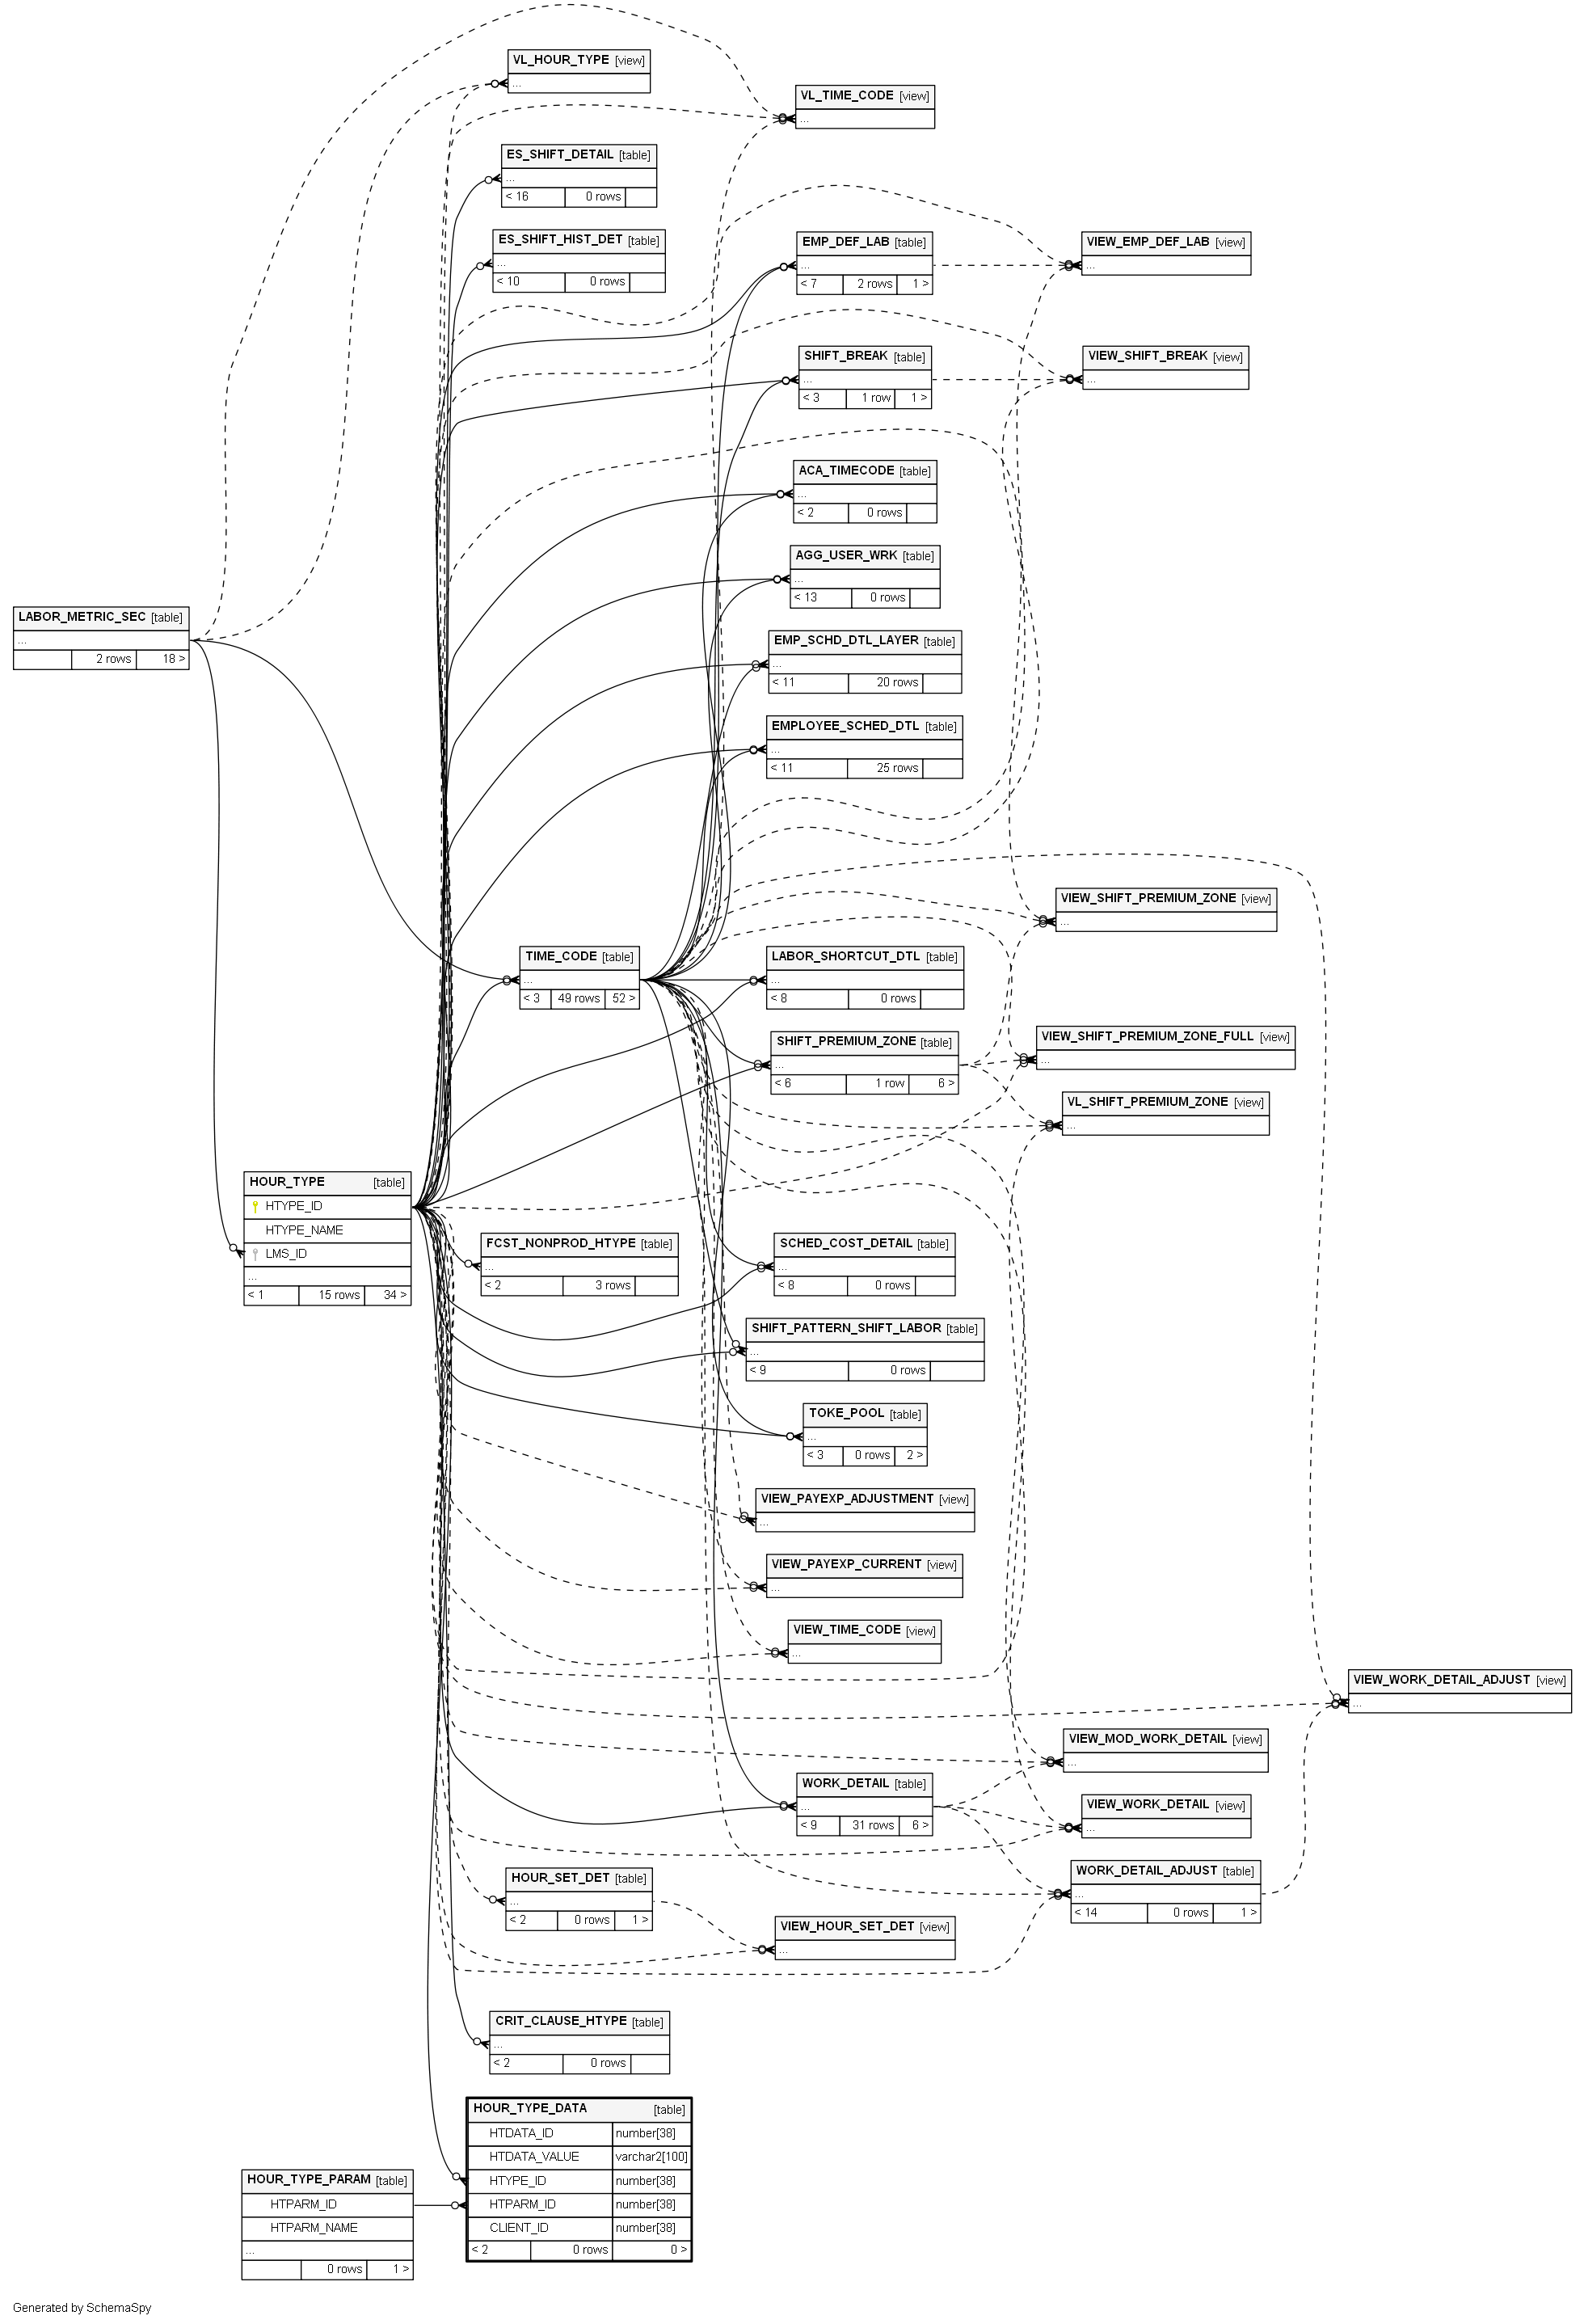 VL_HOUR_TYPE [view]
...
VL_TIME_CODE [view]
...
ES_SHIFT_DETAIL [table]
...
< 16 0 rows
ES_SHIFT_HIST_DET [table]
...
< 10 0 rows
EMP_DEF_LAB [table]
...
< 7 2 rows 1 >
VIEW_EMP_DEF_LAB [view]
...
SHIFT_BREAK [table]
...
< 3 1 row 1 >
VIEW_SHIFT_BREAK [view]
...
ACA_TIMECODE [table]
...
< 2 0 rows
AGG_USER_WRK [table]
...
< 13 0 rows
LABOR_METRIC_SEC [table]
...
2 rows 18 >
EMP_SCHD_DTL_LAYER [table]
...
< 11 20 rows
EMPLOYEE_SCHED_DTL [table]
...
< 11 25 rows
VIEW_SHIFT_PREMIUM_ZONE [view]
...
TIME_CODE [table]
...
< 3 49 rows 52 >
LABOR_SHORTCUT_DTL [table]
...
< 8 0 rows
SHIFT_PREMIUM_ZONE [table]
...
< 6 1 row 6 >
VIEW_SHIFT_PREMIUM_ZONE_FULL [view]
...
VL_SHIFT_PREMIUM_ZONE [view]
...
HOUR_TYPE [table]
HTYPE_ID
HTYPE_NAME
LMS_ID
...
< 1 15 rows 34 >
FCST_NONPROD_HTYPE [table]
...
< 2 3 rows
SCHED_COST_DETAIL [table]
...
< 8 0 rows
SHIFT_PATTERN_SHIFT_LABOR [table]
...
< 9 0 rows
TOKE_POOL [table]
...
< 3 0 rows 2 >
VIEW_PAYEXP_ADJUSTMENT [view]
...
VIEW_PAYEXP_CURRENT [view]
...
VIEW_TIME_CODE [view]
...
VIEW_WORK_DETAIL_ADJUST [view]
...
VIEW_MOD_WORK_DETAIL [view]
...
WORK_DETAIL [table]
...
< 9 31 rows 6 >
VIEW_WORK_DETAIL [view]
...
WORK_DETAIL_ADJUST [table]
...
< 14 0 rows 1 >
HOUR_SET_DET [table]
...
< 2 0 rows 1 >
VIEW_HOUR_SET_DET [view]
...
CRIT_CLAUSE_HTYPE [table]
...
< 2 0 rows
HOUR_TYPE_DATA [table]
HTDATA_ID number[38]
HTDATA_VALUE varchar2[100]
HTYPE_ID number[38]
HTPARM_ID number[38]
CLIENT_ID number[38]
< 2 0 rows 0 >
HOUR_TYPE_PARAM [table]
HTPARM_ID
HTPARM_NAME
...
0 rows 1 >
Generated by SchemaSpy